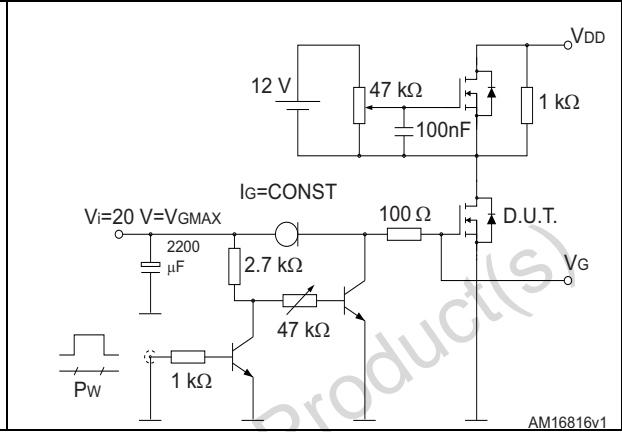 VDD
12 V
47 kΩ
1 kΩ
100nF
IG=CONST
Vi=20 V=VGMAX
100 Ω
D.U.T.
2200
μF
2.7 kΩ
VG
47 kΩ
1 kΩ
PW
Product(s)
AM16816v1